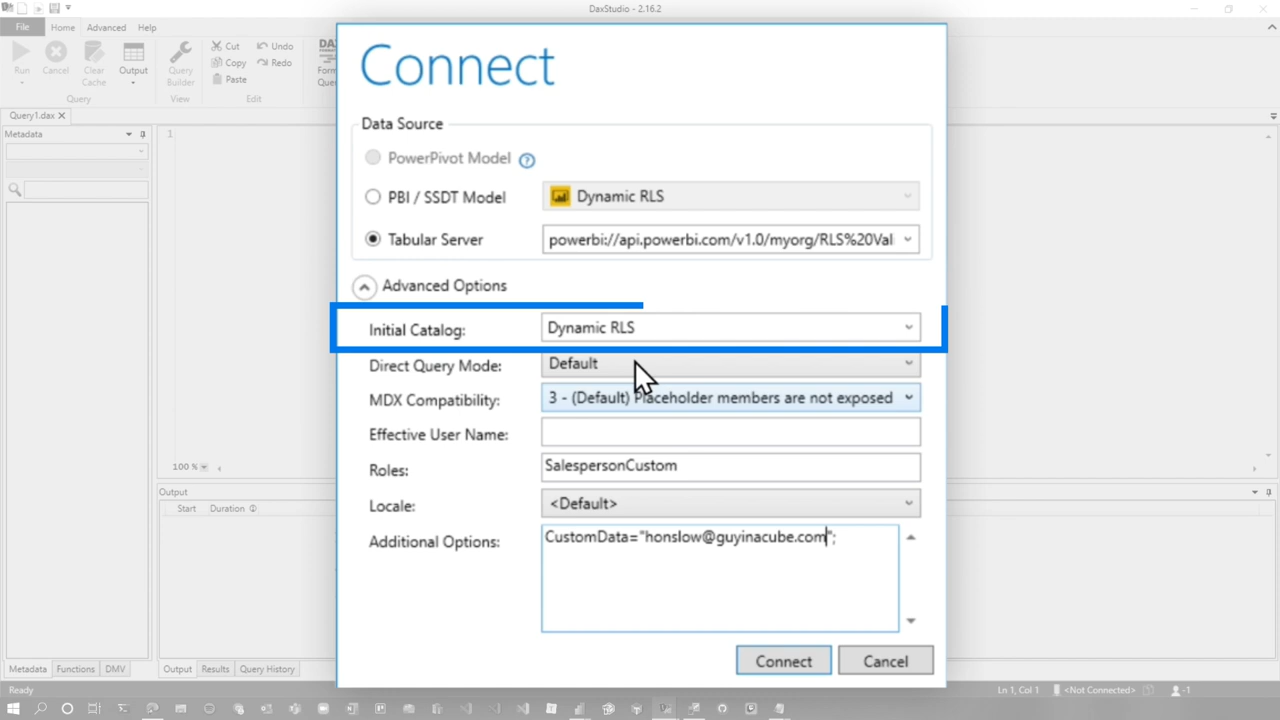 DaxStudio - 2.16.2
File Home Advanced Help
Run
Cancel
Clear
Cache
Output
Query
Builder
Cut
Copy
Paste
Undo
Redo
DAX
Form
Que
Query
View
Edit
Query1.dax
Metadata
1
100 %
Output
Start Duration
Metadata Functions DMV
Output Results Query History
Ready
Ln 1, Col 1 <Not Connected> -1
Connect
Data Source
PowerPivot Model ?
PBI / SSDT Model Dynamic RLS
Tabular Server powerbi://api.powerbi.com/v1.0/myorg/RLS%20Val
Advanced Options
Initial Catalog: Dynamic RLS
Direct Query Mode: Default
MDX Compatibility: 3 - (Default) Placeholder members are not exposed
Effective User Name:
Roles: SalespersonCustom
Locale: <Default>
Additional Options: CustomData="honslow@guyinacube.com";
Connect Cancel